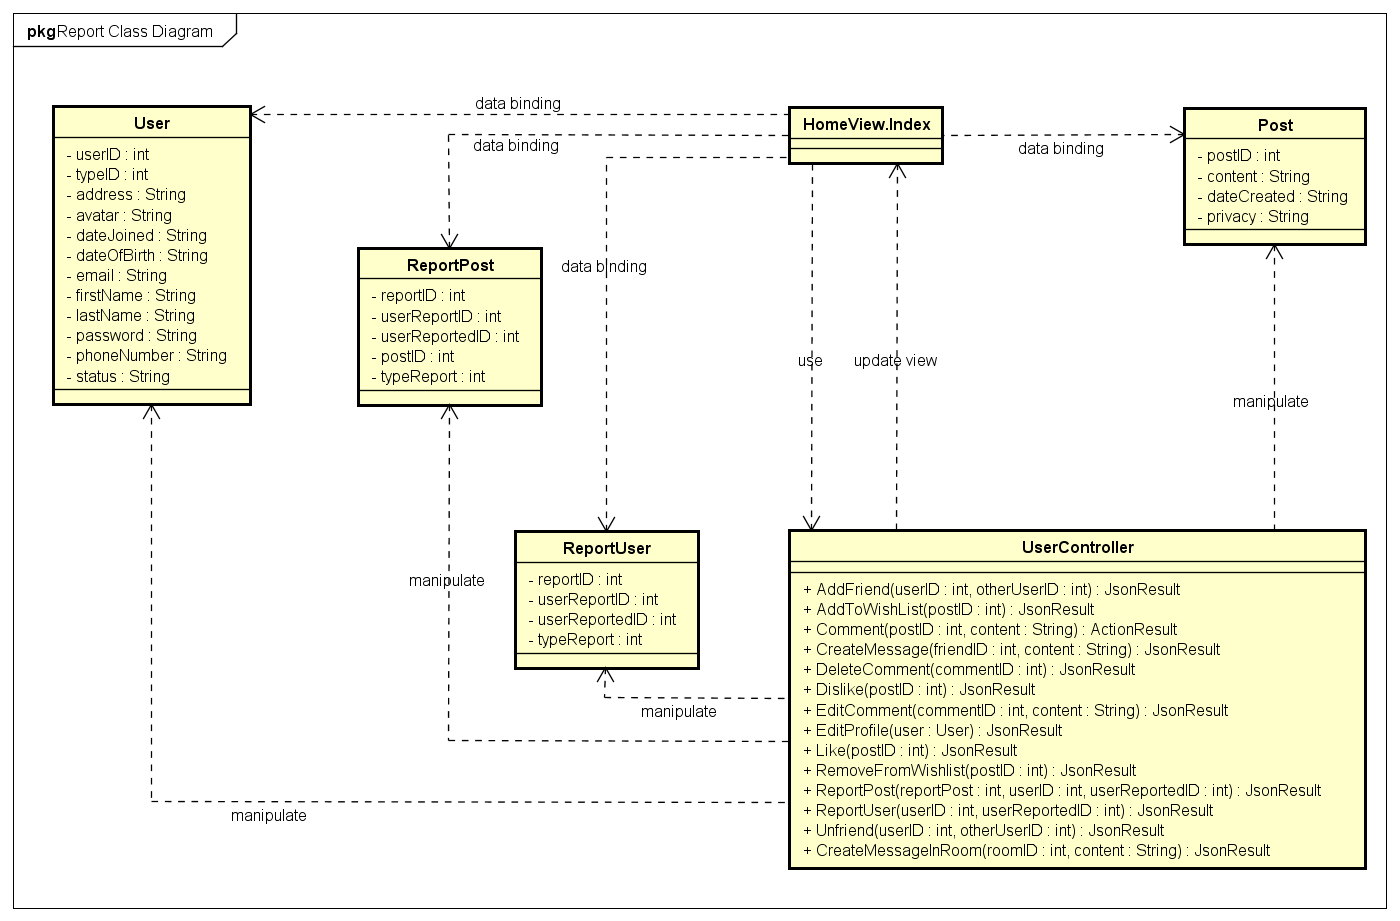 pkgReport Class Diagram
User
- userID : int
- typeID : int
- address : String
- avatar : String
- dateJoined : String
- dateOfBirth : String
- email : String
- firstName : String
- lastName : String
- password : String
- phoneNumber : String
- status : String
data binding
data binding
data binding
HomeView.Index
data binding
Post
- postID : int
- content : String
- dateCreated : String
- privacy : String
ReportPost
- reportID : int
- userReportID : int
- userReportedID : int
- postID : int
- typeReport : int
use
update view
manipulate
manipulate
ReportUser
- reportID : int
- userReportID : int
- userReportedID : int
- typeReport : int
manipulate
manipulate
UserController
+ AddFriend(userID : int, otherUserID : int) : JsonResult
+ AddToWishList(postID : int) : JsonResult
+ Comment(postID : int, content : String) : ActionResult
+ CreateMessage(friendID : int, content : String) : JsonResult
+ DeleteComment(commentID : int) : JsonResult
+ Dislike(postID : int) : JsonResult
+ EditComment(commentID : int, content : String) : JsonResult
+ EditProfile(user : User) : JsonResult
+ Like(postID : int) : JsonResult
+ RemoveFromWishlist(postID : int) : JsonResult
+ ReportPost(reportPost : int, userID : int, userReportedID : int) : JsonResult
+ ReportUser(userID : int, userReportedID : int) : JsonResult
+ Unfriend(userID : int, otherUserID : int) : JsonResult
+ CreateMessageInRoom(roomID : int, content : String) : JsonResult